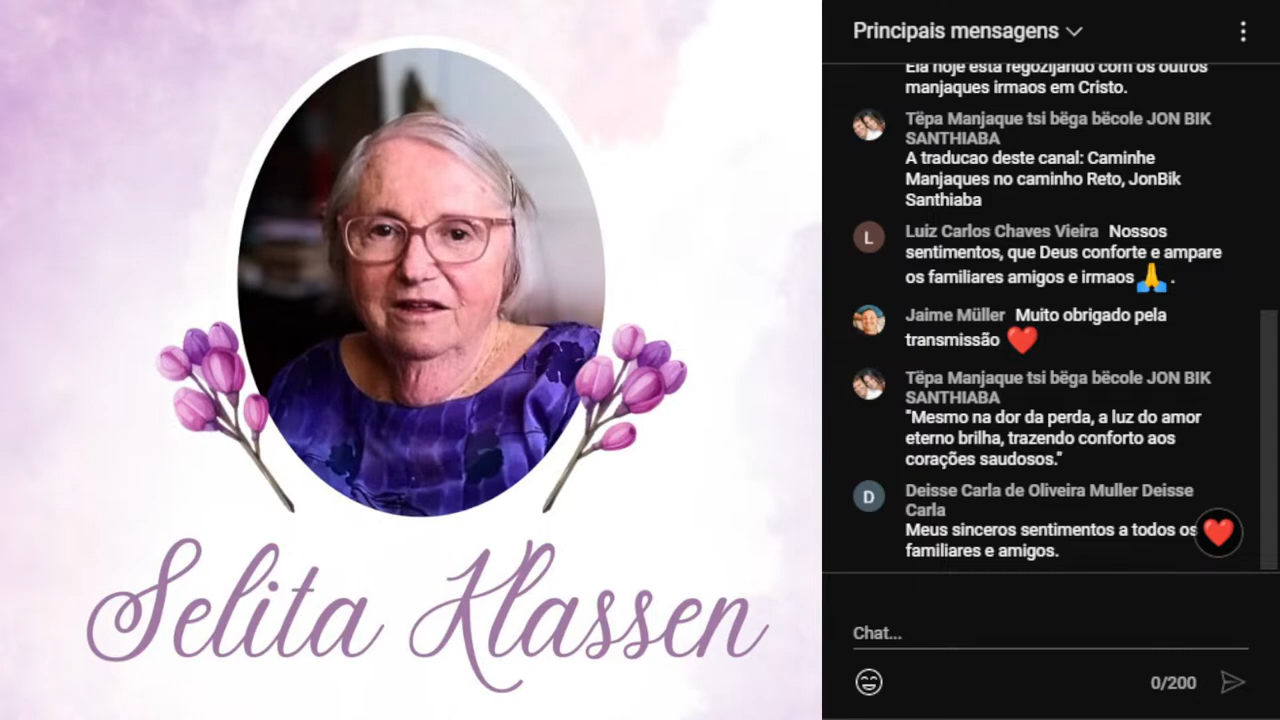 Selita Klassen
Principais mensagens
Ela hoje esta regozijando com os outros
manjaques irmaos em Cristo.
Tëpa Manjaque tsi bëga bëcole JON BIK
SANTHIABA
A traducao deste canal: Caminhe
Manjaques no caminho Reto, JonBik
Santhiaba
L
Luiz Carlos Chaves Vieira Nossos
sentimentos, que Deus conforte e ampare
os familiares amigos e irmaos🙏.
Jaime Müller Muito obrigado pela
transmissão ❤️
Tëpa Manjaque tsi bëga bëcole JON BIK
SANTHIABA
"Mesmo na dor da perda, a luz do amor
eterno brilha, trazendo conforto aos
corações saudosos."
D
Deisse Carla de Oliveira Muller Deisse
Carla
Meus sinceros sentimentos a todos os
familiares e amigos.
Chat...
0/200